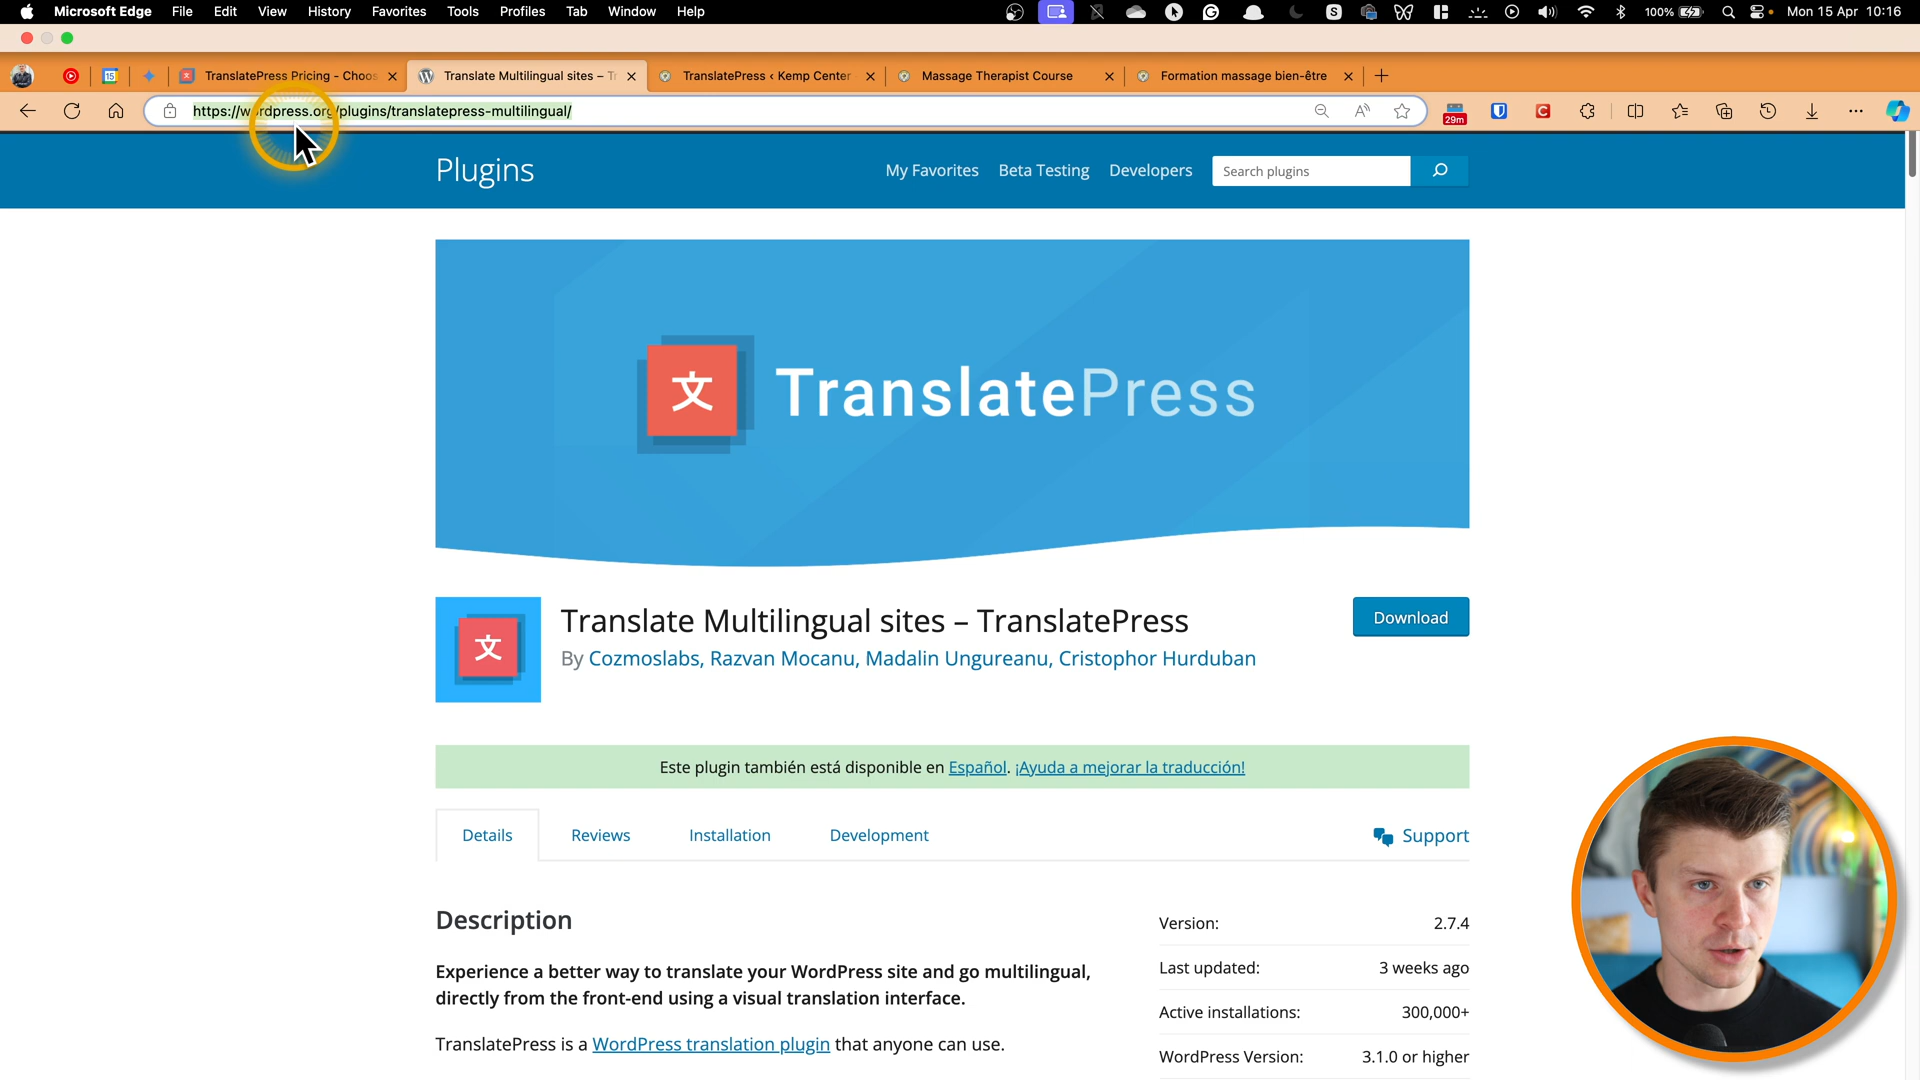 Microsoft Edge File Edit View History Favorites Tools Profiles Tab Window Help 100% Mon 15 Apr 10:16
15 TranslatePress Pricing - Choos Translate Multilingual sites – Tr TranslatePress ‹ Kemp Center Massage Therapist Course Formation massage bien-être
https://wordpress.org/plugins/translatepress-multilingual/ 29m
Plugins My Favorites Beta Testing Developers Search plugins
文 TranslatePress
文 Translate Multilingual sites – TranslatePress Download
By Cozmoslabs, Razvan Mocanu, Madalin Ungureanu, Cristophor Hurduban
Este plugin también está disponible en Español. ¡Ayuda a mejorar la traducción!
Details Reviews Installation Development Support
Description
Experience a better way to translate your WordPress site and go multilingual,
directly from the front-end using a visual translation interface.
TranslatePress is a WordPress translation plugin that anyone can use.
Version: 2.7.4
Last updated: 3 weeks ago
Active installations: 300,000+
WordPress Version: 3.1.0 or higher